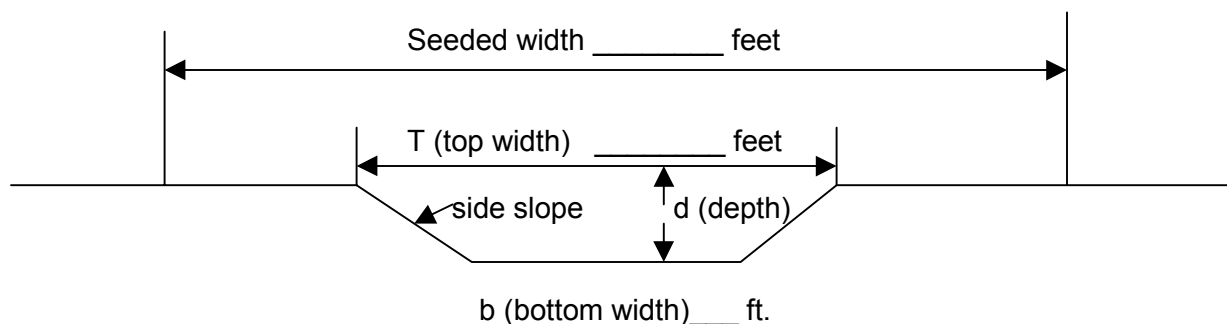 Seeded width ________ feet
T (top width) ________ feet
side slope
d (depth)
b (bottom width)___ ft.